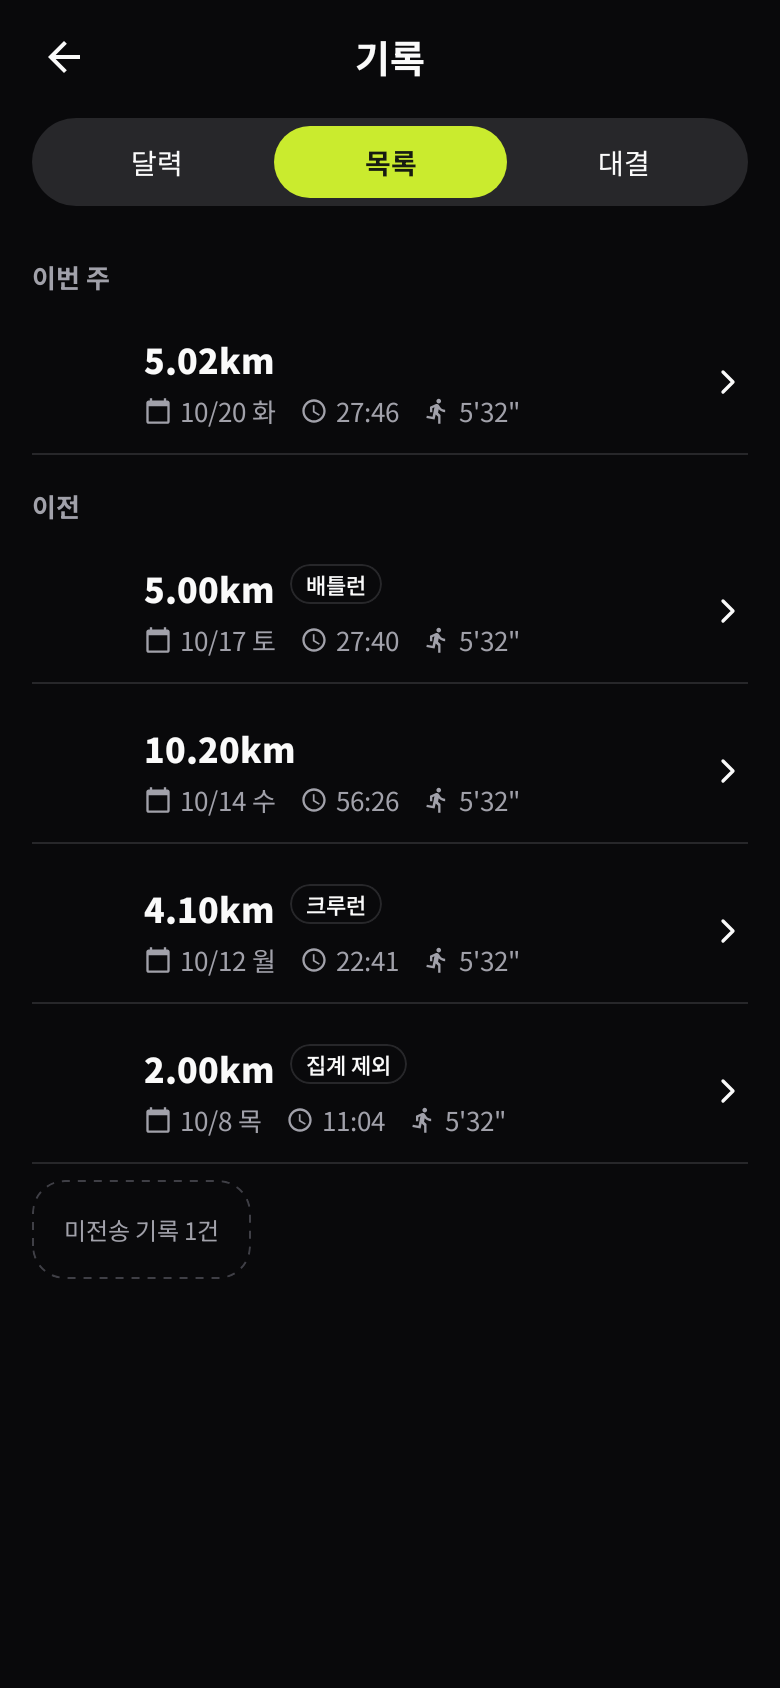 기록
달력 목록 대결
이번 주
5.02km
10/20 화 27:46 5'32"
이전
5.00km 배틀런
10/17 토 27:40 5'32"
10.20km
10/14 수 56:26 5'32"
4.10km 크루런
10/12 월 22:41 5'32"
2.00km 집계 제외
10/8 목 11:04 5'32"
미전송 기록 1건